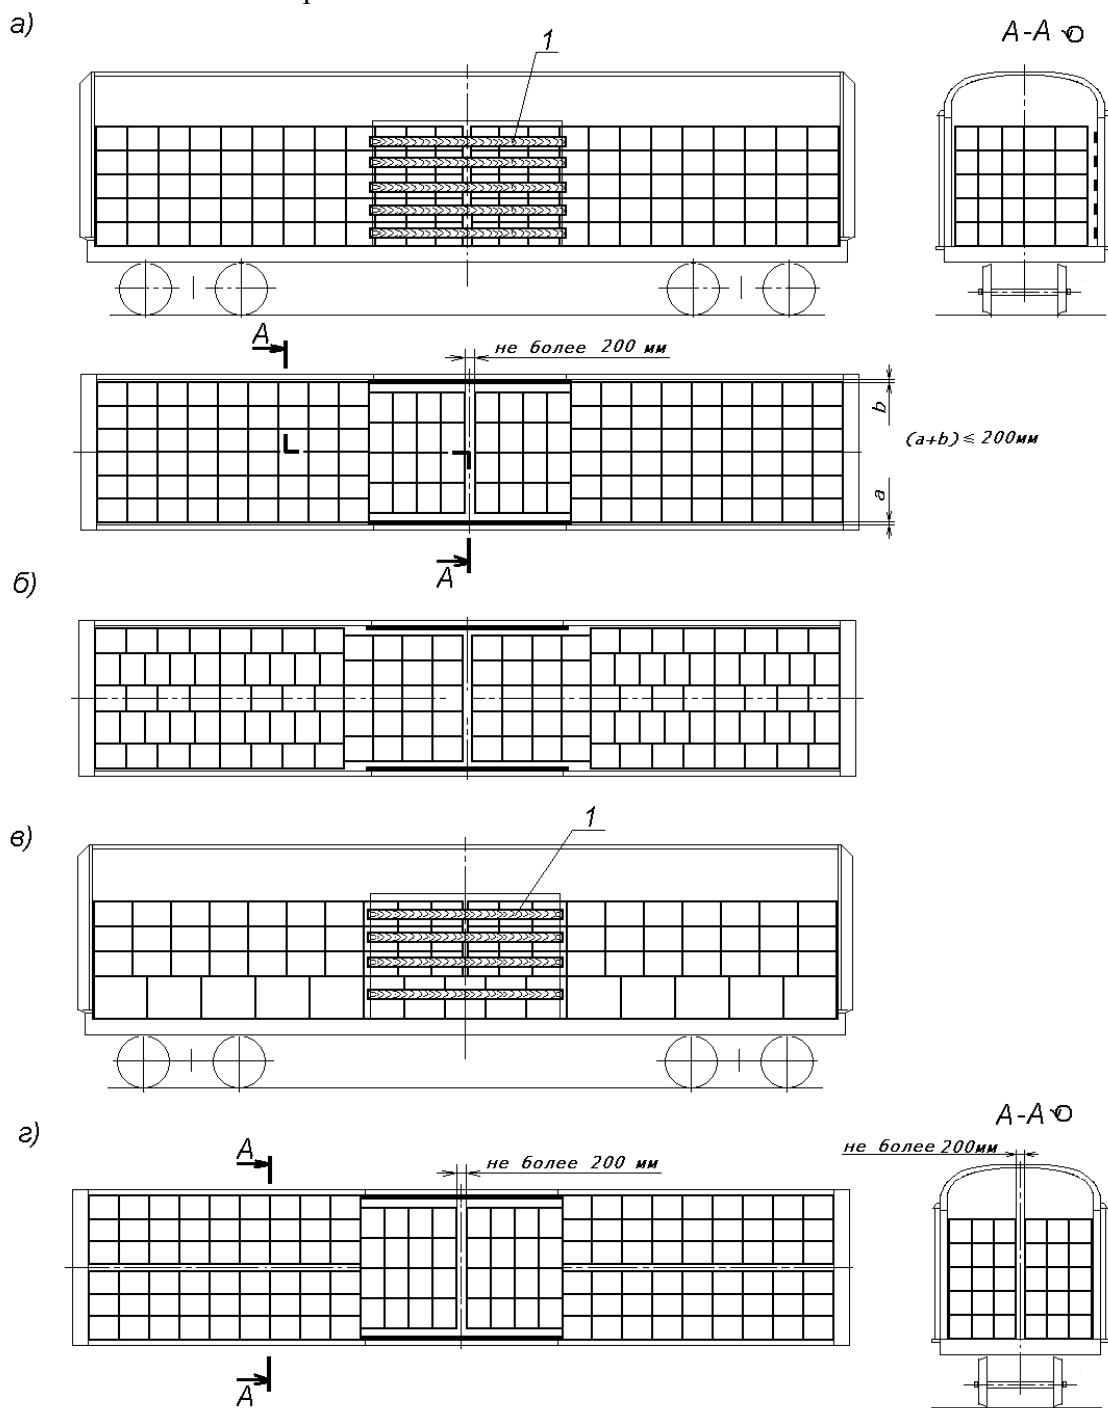 а)
1
А-А
А
не более 200 мм
b
(a+b) ≤ 200мм
a
А
б)
в)
1
А-А
г)
А
не более 200 мм
не более 200мм
А